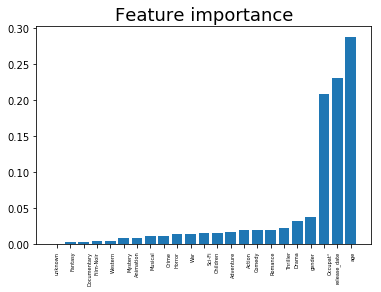 Feature importance
0.30
0.25
0.20
0.15
0.10
0.05
0.00
unknown
Fantasy
Documentary
Film-Noir
Western
Mystery
Animation
Musical
Crime
Horror
War
Sci-Fi
Children
Adventure
Action
Comedy
Romance
Thriller
Drama
gender
release_date
age